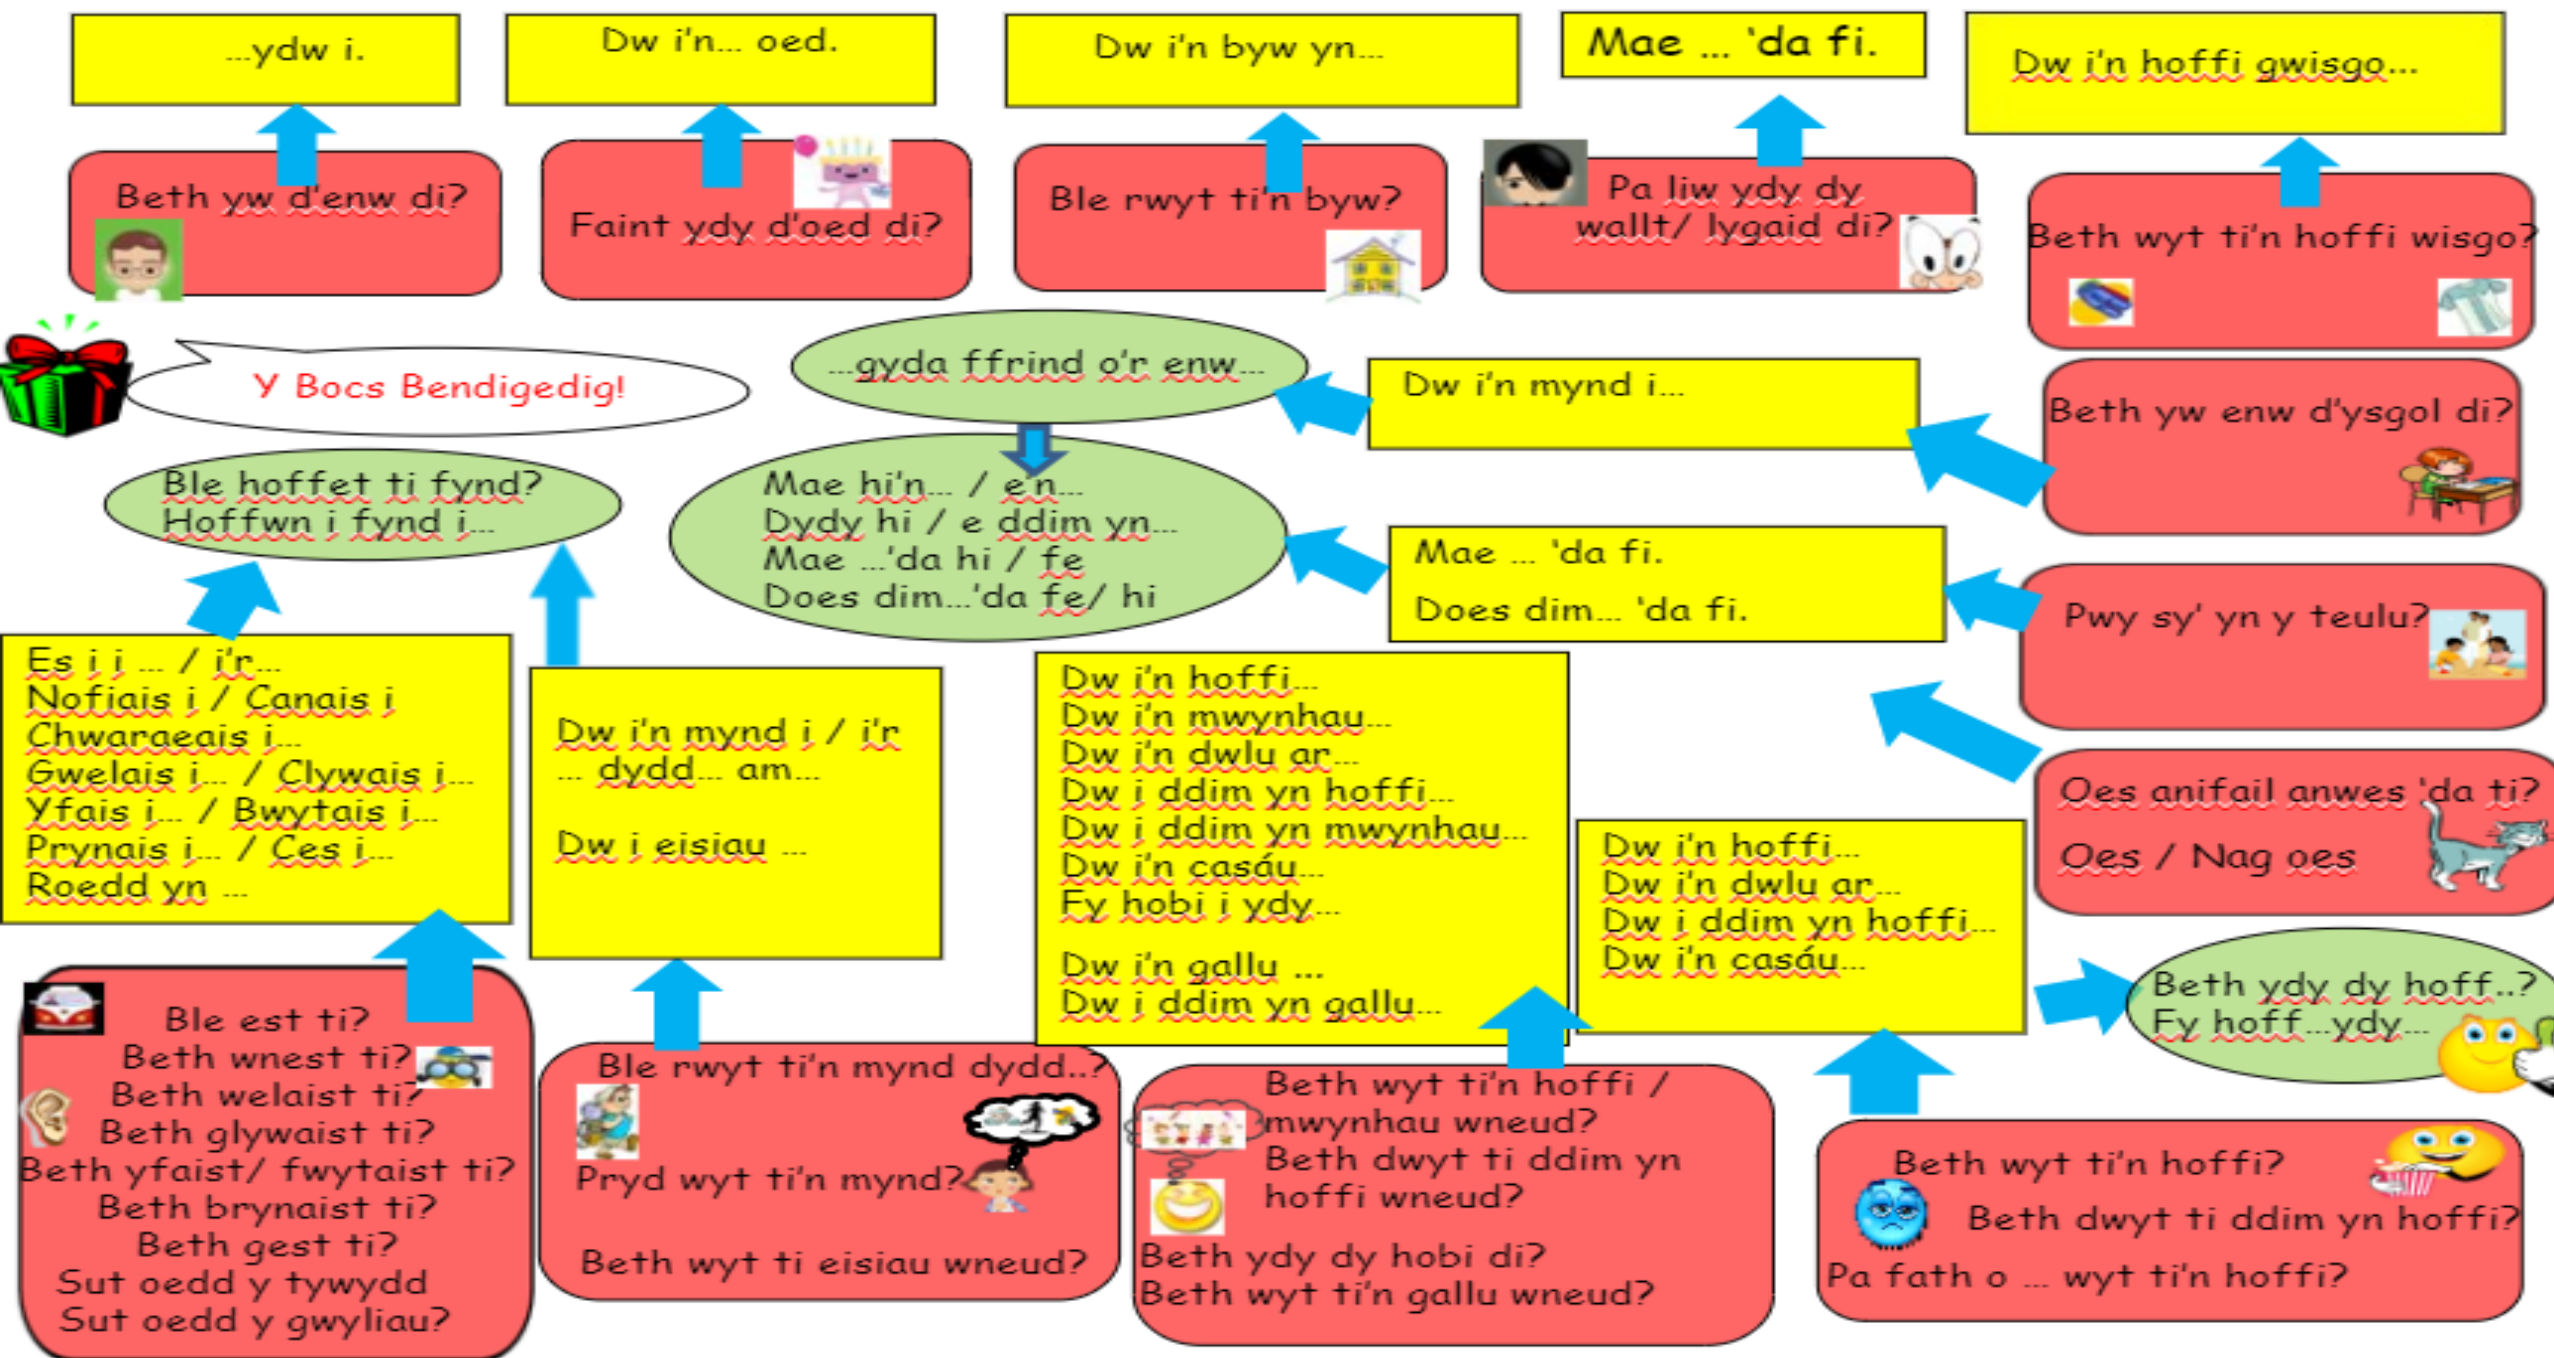 ...ydw i.
Dw i'n... oed.
Dw i'n byw yn...
Mae ... 'da fi.
Dw i'n hoffi gwisgo...
Beth yw d'enw di?
Faint ydy d'oed di?
Ble rwyt ti'n byw?
Pa liw ydy dy
wallt/ lygaid di?
Beth wyt ti'n hoffi wisgo?
Y Bocs Bendigedig!
...gyda ffrind o'r enw...
Dw i'n mynd i...
Beth yw enw d'ysgol di?
Ble hoffet ti fynd?
Hoffwn i fynd i...
Mae hi'n... / e'n...
Dydy hi / e ddim yn...
Mae ...'da hi / fe
Does dim...'da fe/ hi
Mae ... 'da fi.
Does dim... 'da fi.
Pwy sy' yn y teulu?
Es i i ... / i'r...
Nofiais i / Canais i
Chwaraeais i...
Gwelais i... / Clywais i...
Yfais i... / Bwytais i...
Prynais i... / Ces i...
Roedd yn ...
Dw i'n mynd i / i'r
... dydd... am...
Dw i eisiau ...
Dw i'n hoffi...
Dw i'n mwynhau...
Dw i'n dwlu ar...
Dw i ddim yn hoffi...
Dw i ddim yn mwynhau...
Dw i'n casáu...
Fy hobi i ydy...
Dw i'n gallu ...
Dw i ddim yn gallu...
Dw i'n hoffi...
Dw i'n dwlu ar...
Dw i ddim yn hoffi...
Dw i'n casáu...
Oes anifail anwes 'da ti?
Oes / Nag oes
Beth ydy dy hoff..?
Fy hoff...ydy...
Ble est ti?
Beth wnest ti?
Beth welaist ti?
Beth glywaist ti?
Beth yfaist/ fwytaist ti?
Beth brynaist ti?
Beth gest ti?
Sut oedd y tywydd
Sut oedd y gwyliau?
Ble rwyt ti'n mynd dydd..?
Pryd wyt ti'n mynd?
Beth wyt ti eisiau wneud?
Beth wyt ti'n hoffi /
mwynhau wneud?
Beth dwyt ti ddim yn
hoffi wneud?
Beth ydy dy hobi di?
Beth wyt ti'n gallu wneud?
Beth wyt ti'n hoffi?
Beth dwyt ti ddim yn hoffi?
Pa fath o ... wyt ti'n hoffi?